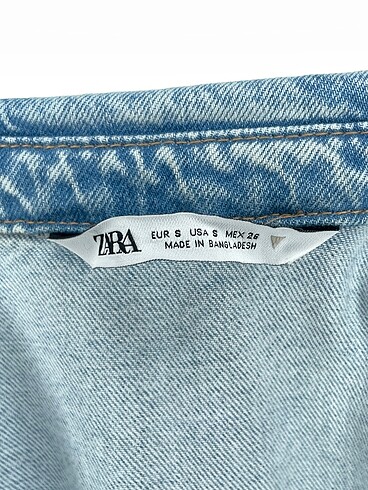 ZARA
EUR S USA S MEX 26
MADE IN BANGLADESH